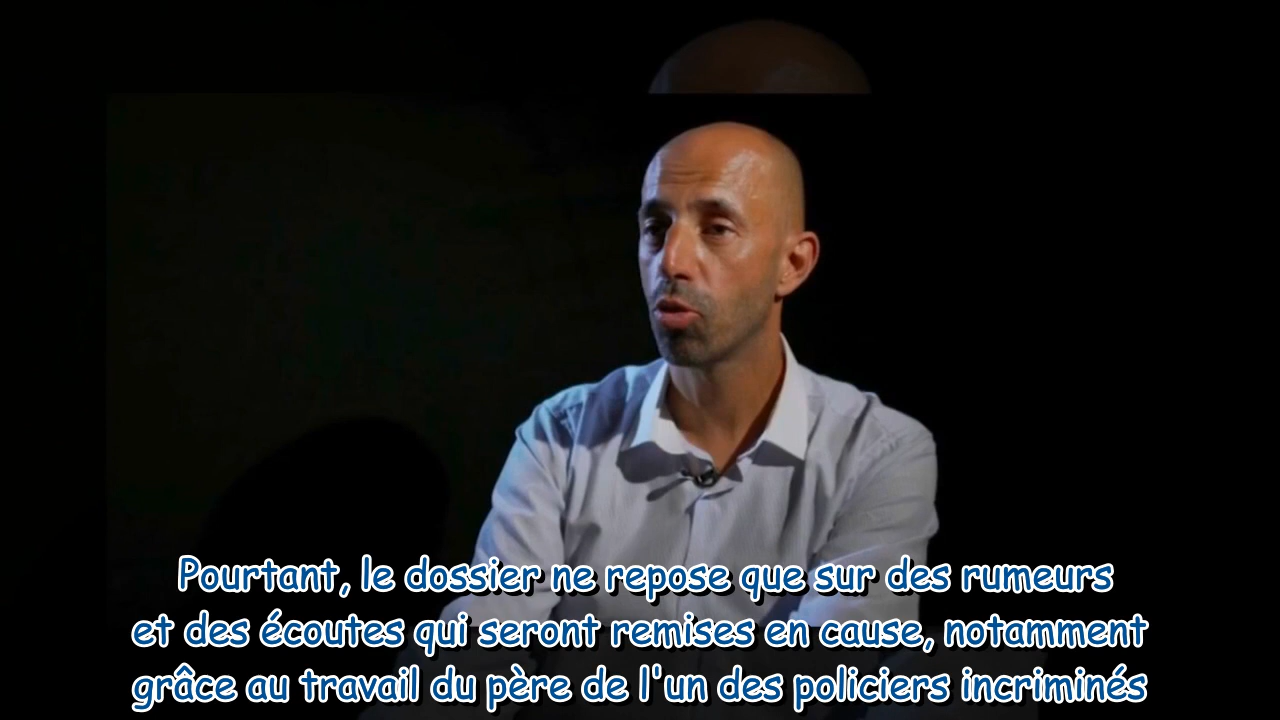 Pourtant, le dossier ne repose que sur des rumeurs
et des écoutes qui seront remises en cause, notamment
grâce au travail du père de l'un des policiers incriminés